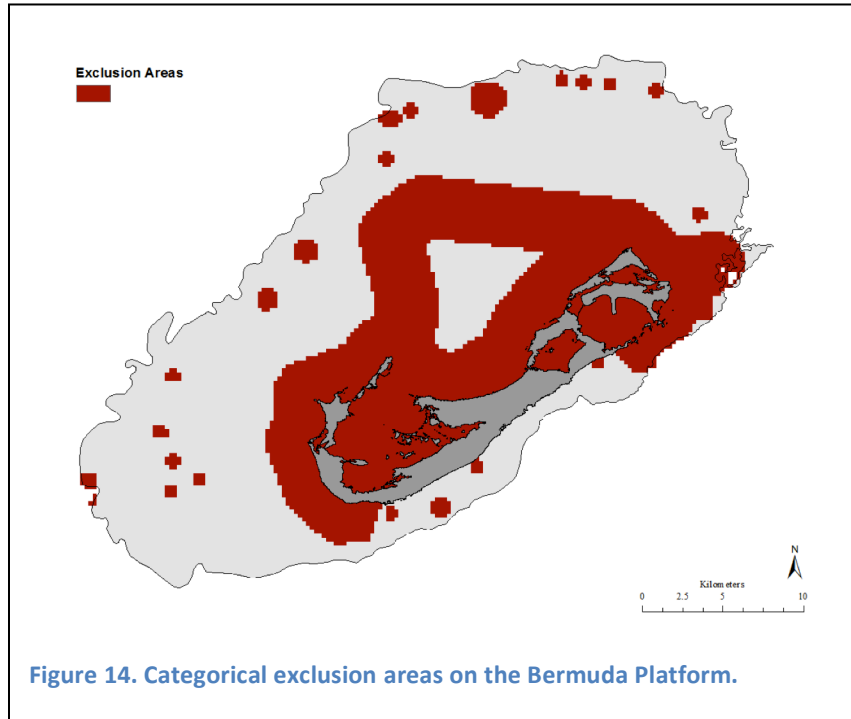 Exclusion Areas
N
Kilometers
0 2.5 5 10
Figure 14. Categorical exclusion areas on the Bermuda Platform.